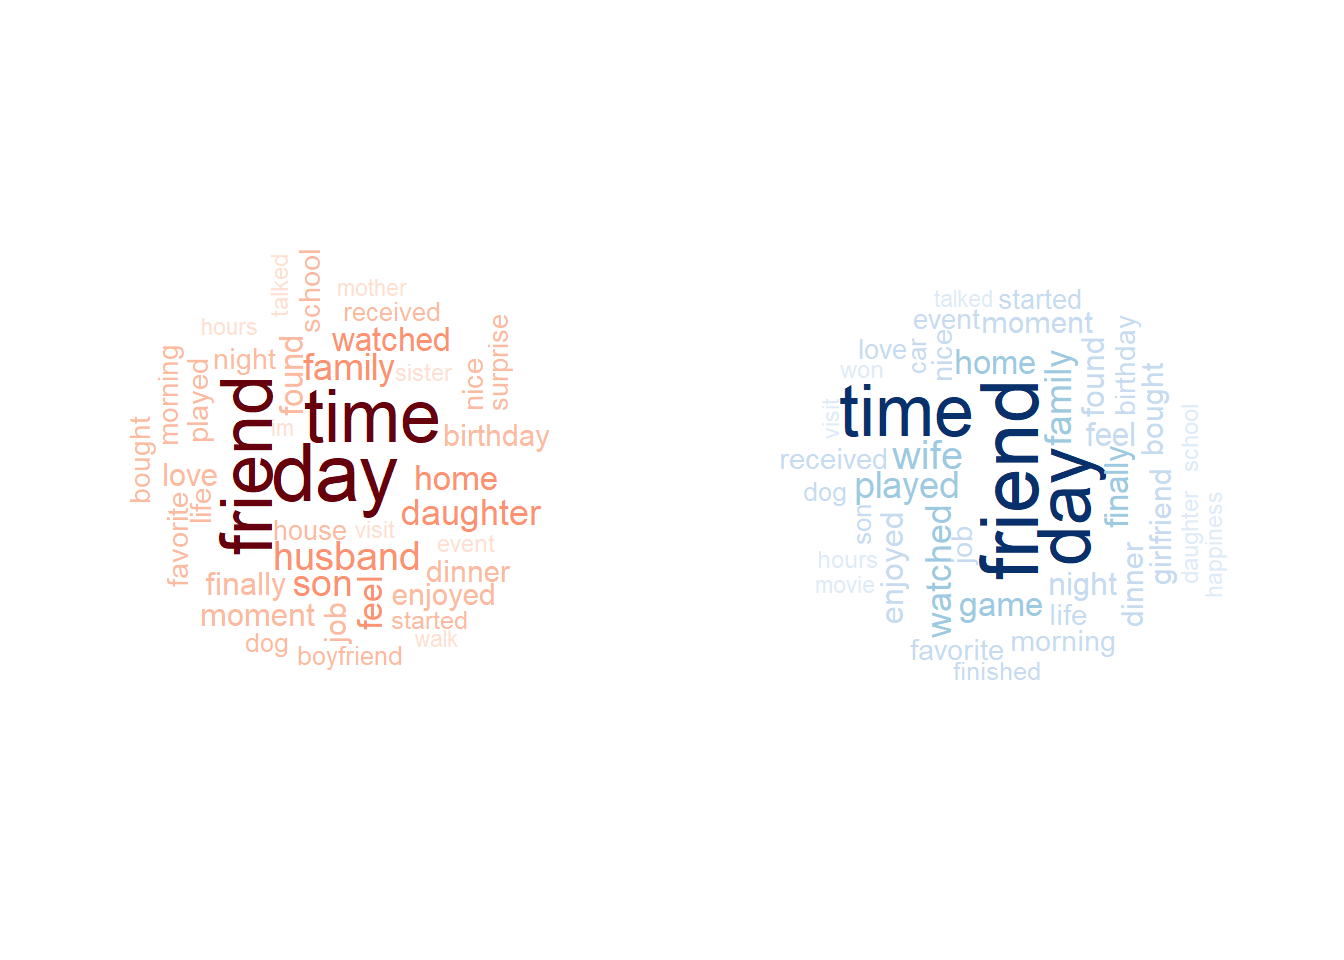 talked
school
mother
received
hours
watched
surprise
morning
played
night
found
family
sister
nice
friend
time
im
birthday
bought
love
day
home
favorite
life
daughter
house
visit
husband
event
finally
son
feel
dinner
enjoyed
moment
job
started
dog
boyfriend
walk
talked
started
event
moment
love
car
nice
home
family
found
birthday
won
bought
visit
time
friend
feel
school
received
wife
day
finally
dog
played
son
girlfriend
daughter
happiness
enjoyed
watched
job
hours
movie
game
night
life
dinner
favorite
morning
finished